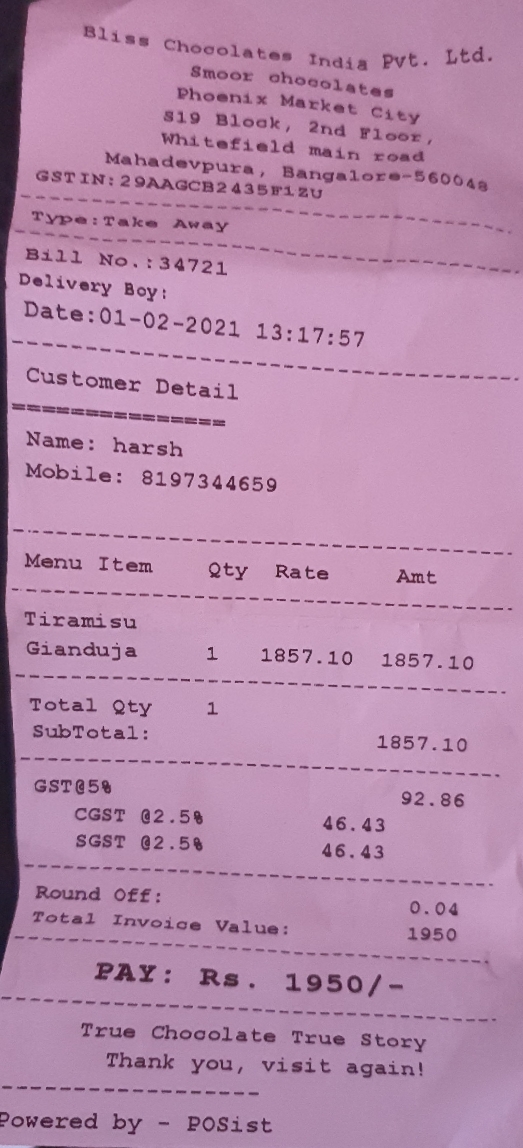 Bliss Chocolates India Pvt. Ltd.
Smoor chocolates
Phoenix Market City
S19 Block, 2nd Floor,
Whitefield main road
Mahadevpura, Bangalore-560048
GSTIN:29AAGCB2435F1ZU
Type:Take Away
Bill No.:34721
Delivery Boy:
Date:01-02-2021 13:17:57
Customer Detail
===============
Name: harsh
Mobile: 8197344659
Menu Item Qty Rate Amt
Tiramisu
Gianduja 1 1857.10 1857.10
Total Qty 1
SubTotal: 1857.10
GST@5% 92.86
CGST @2.5% 46.43
SGST @2.5% 46.43
Round Off: 0.04
Total Invoice Value: 1950
PAY: Rs. 1950/-
True Chocolate True Story
Thank you, visit again!
Powered by - POSist